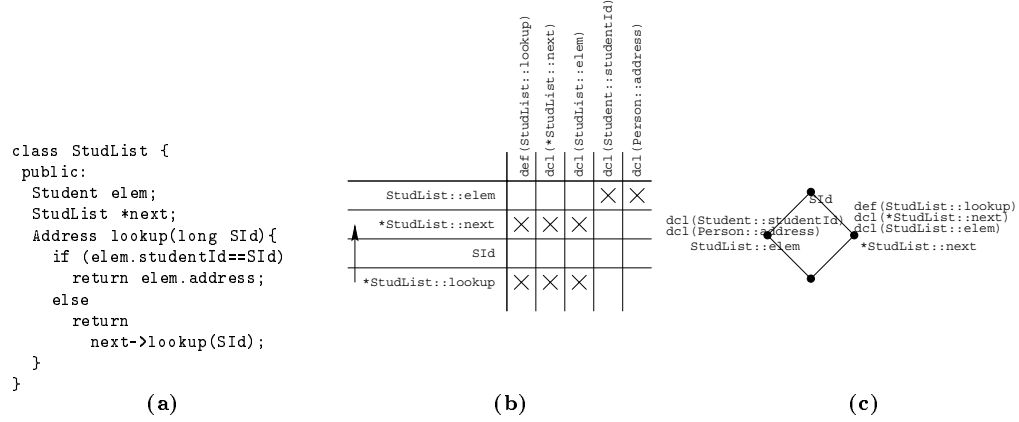 class StudList {
public:
Student elem;
StudList *next;
Address lookup(long SId){
if (elem.studentId==SId)
return elem.address;
else
return
next->lookup(SId);
}
}
(a)
def(StudList::lookup)
dcl(*StudList::next)
dcl(StudList::elem)
dcl(Student::studentId)
dcl(Person::address)
StudList::elem
*StudList::next
SId
*StudList::lookup
(b)
SId
dcl(Student::studentId)
dcl(Person::address)
StudList::elem
def(StudList::lookup)
dcl(*StudList::next)
dcl(StudList::elem)
*StudList::next
(c)